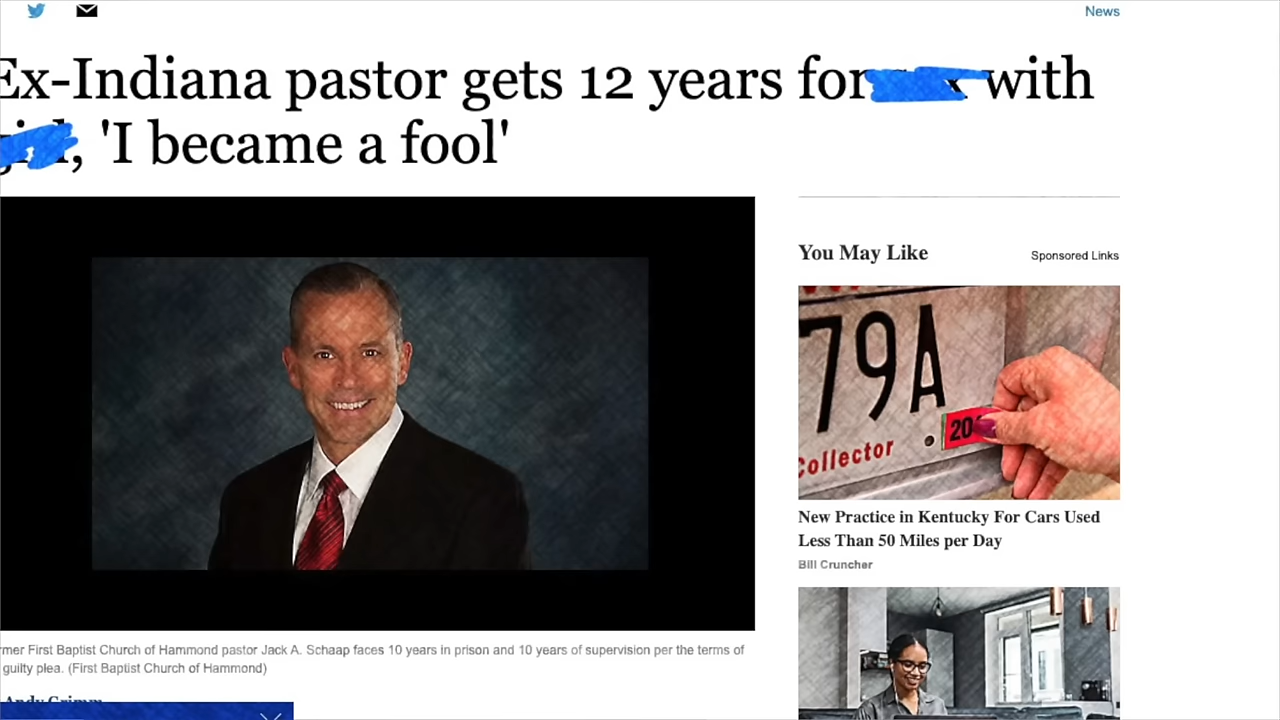 News
Ex-Indiana pastor gets 12 years for with
, 'I became a fool'
You May Like
Sponsored Links
79A
20
collector
New Practice in Kentucky For Cars Used
Less Than 50 Miles per Day
Bill Cruncher
rmer First Baptist Church of Hammond pastor Jack A. Schaap faces 10 years in prison and 10 years of supervision per the terms of
guilty plea. (First Baptist Church of Hammond)
Andy Grimm